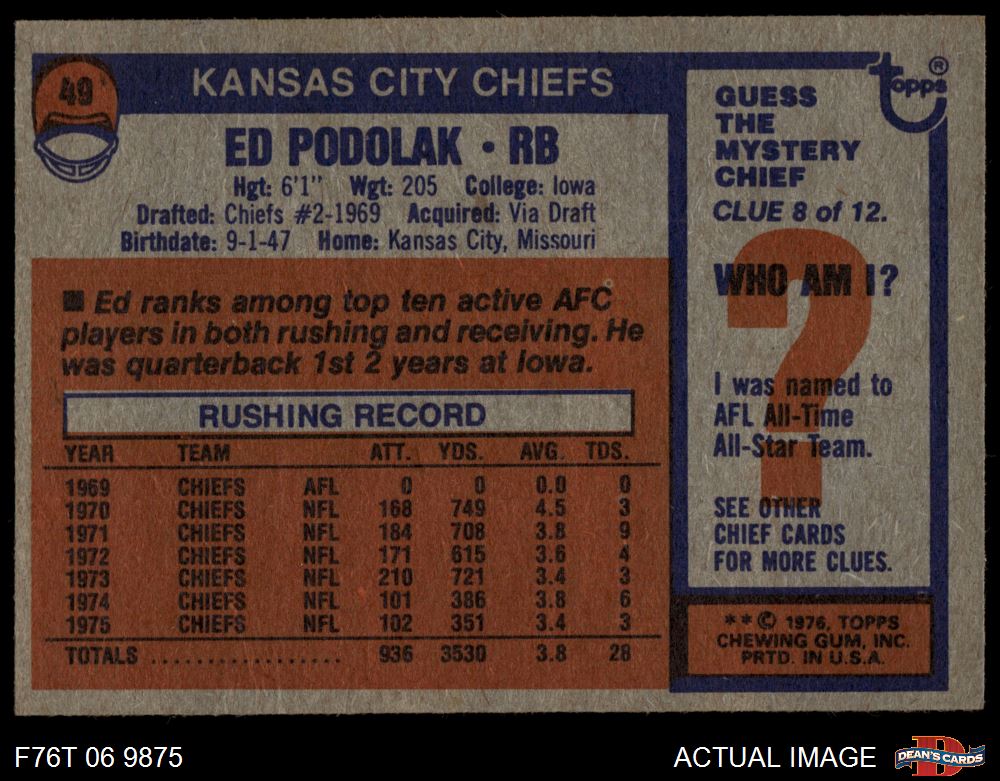 49
KANSAS CITY CHIEFS
ED PODOLAK • RB
Hgt: 6'1" Wgt: 205 College: Iowa
Drafted: Chiefs #2-1969 Acquired: Via Draft
Birthdate: 9-1-47 Home: Kansas City, Missouri
■ Ed ranks among top ten active AFC
players in both rushing and receiving. He
was quarterback 1st 2 years at Iowa.
RUSHING RECORD
YEAR TEAM ATT. YDS. AVG. TDS.
1969 CHIEFS AFL 0 0 0.0 0
1970 CHIEFS NFL 168 749 4.5 3
1971 CHIEFS NFL 184 708 3.8 9
1972 CHIEFS NFL 171 615 3.6 4
1973 CHIEFS NFL 210 721 3.4 3
1974 CHIEFS NFL 101 386 3.8 6
1975 CHIEFS NFL 102 351 3.4 3
TOTALS .................. 936 3530 3.8 28
topps®
GUESS
THE
MYSTERY
CHIEF
CLUE 8 of 12.
WHO AM I?
?
I was named to
AFL All-Time
All-Star Team.
SEE OTHER
CHIEF CARDS
FOR MORE CLUES.
**© 1976, TOPPS
CHEWING GUM, INC.
PRTD. IN U.S.A.
F76T 06 9875
ACTUAL IMAGE
D
DEAN'S CARDS